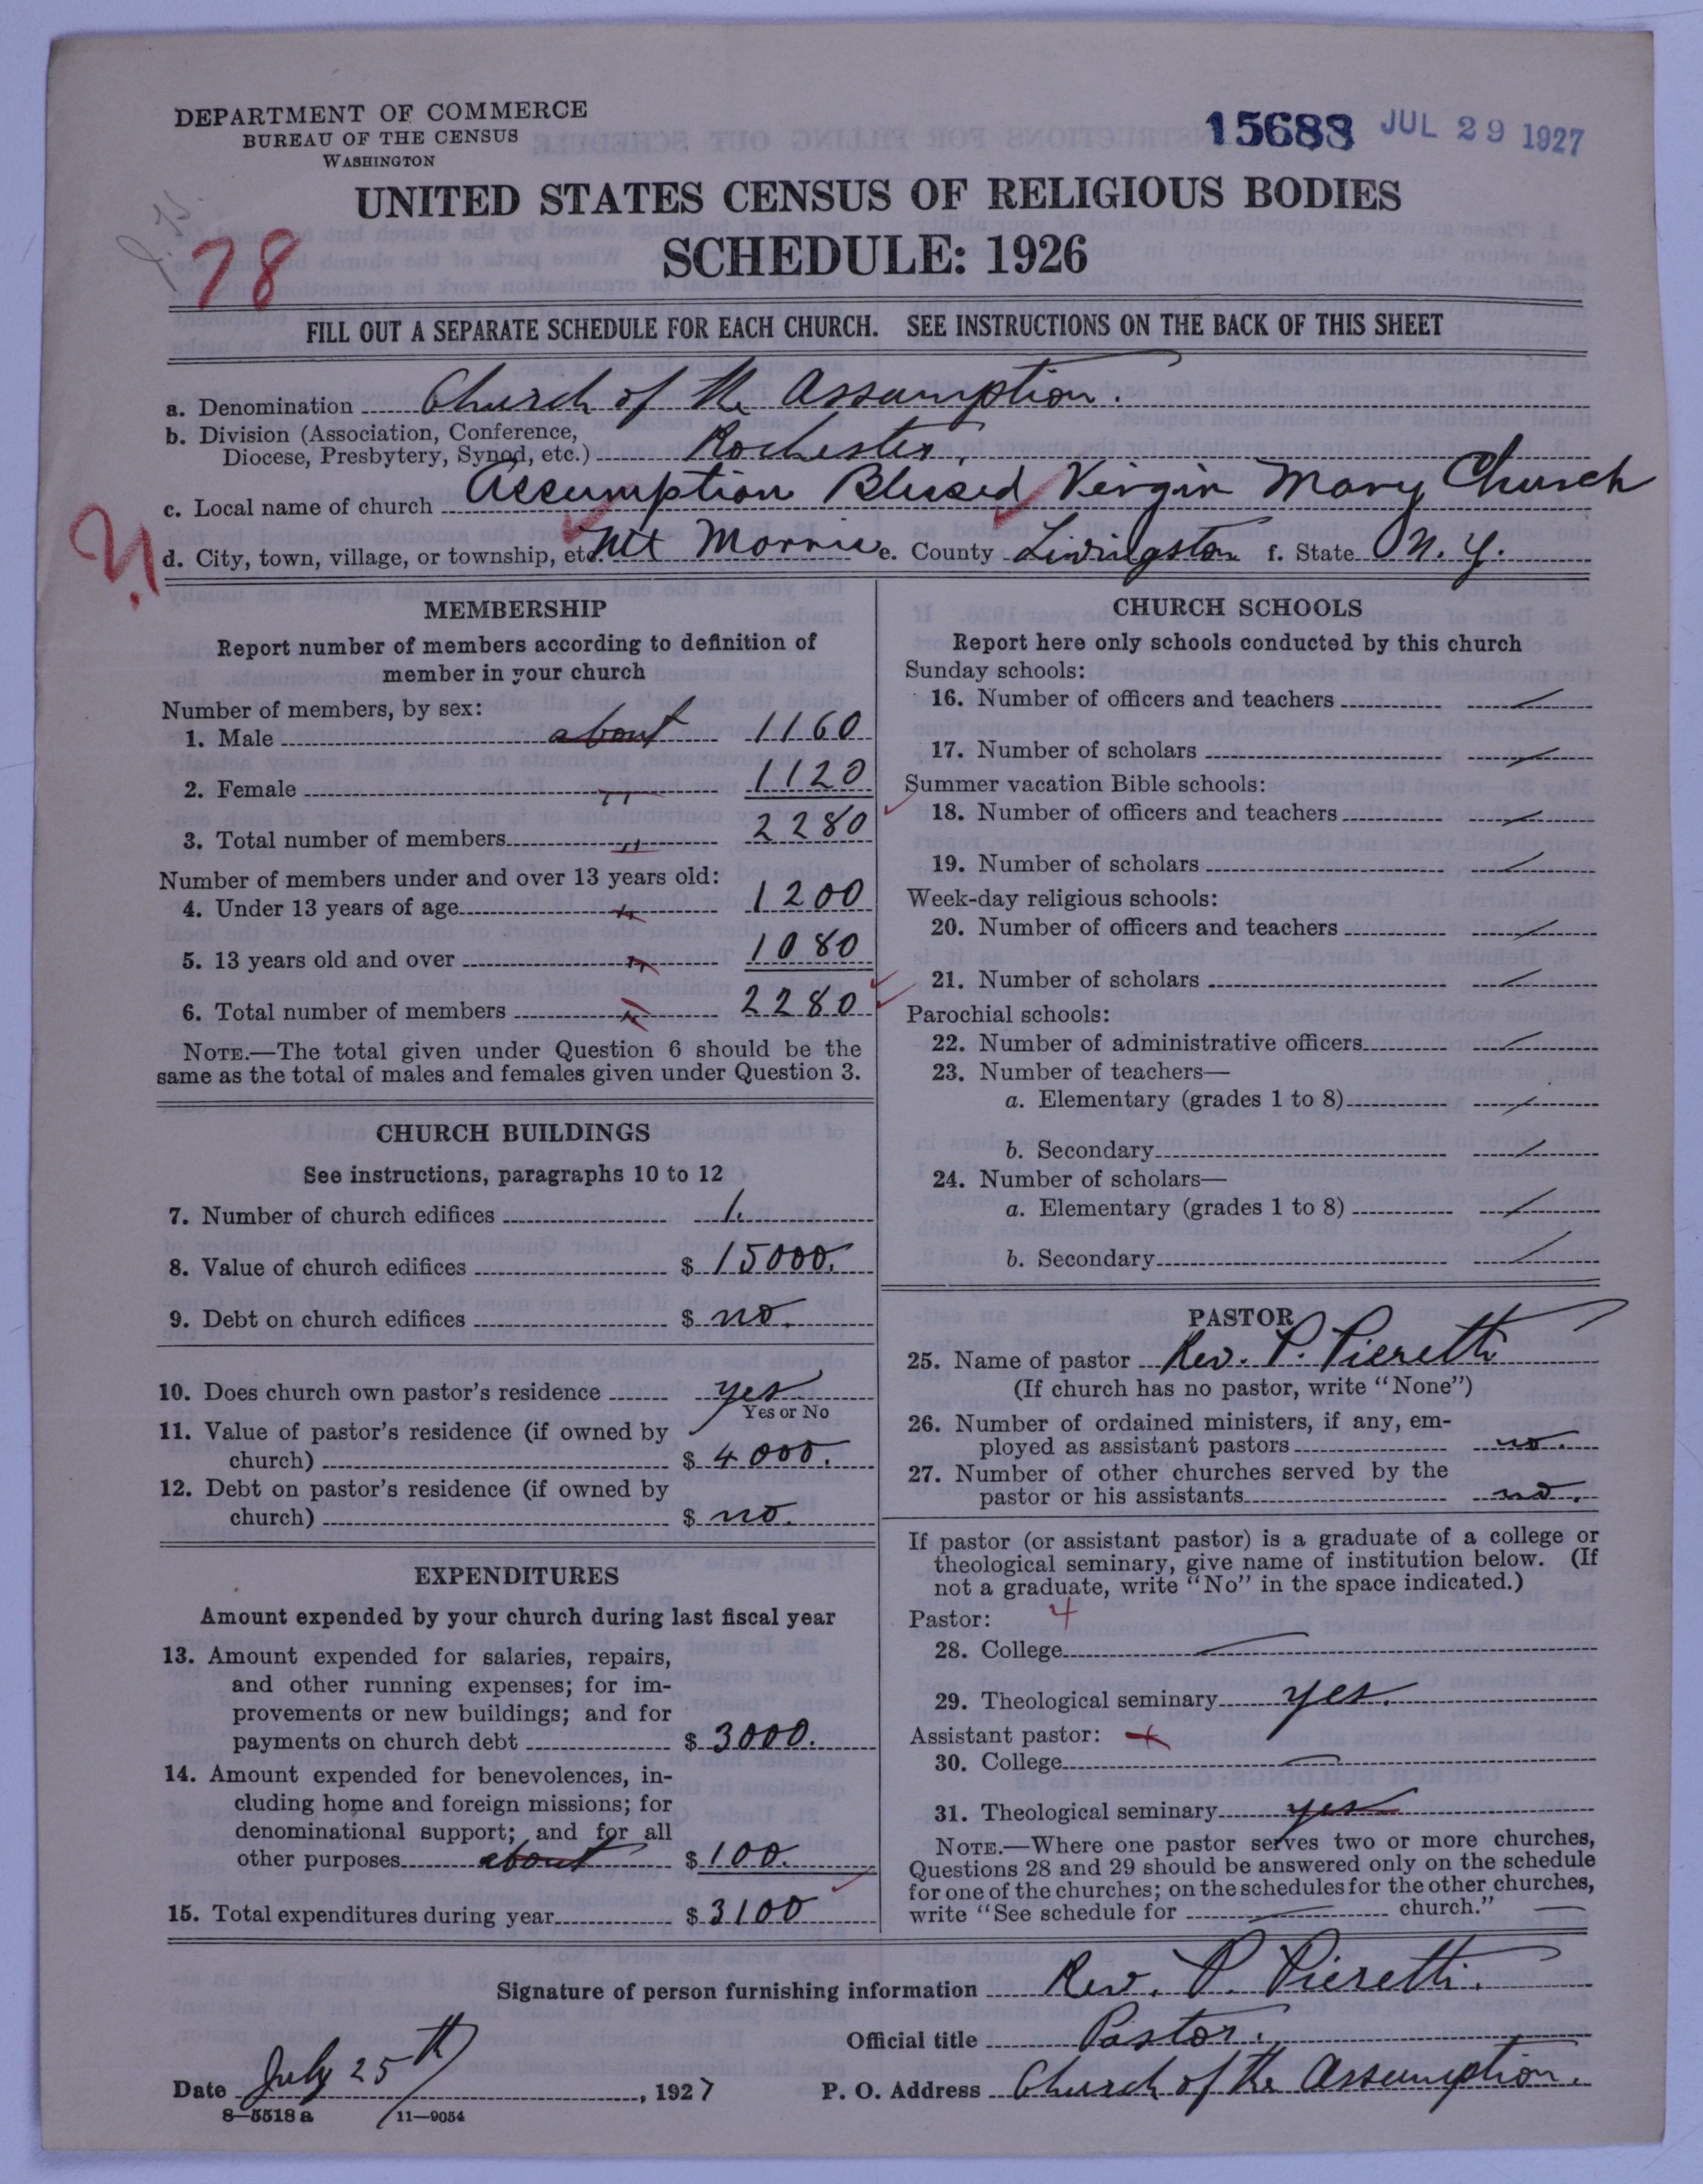 DEPARTMENT OF COMMERCE
BUREAU OF THE CENSUS
WASHINGTON
15688 JUL 29 1927
UNITED STATES CENSUS OF RELIGIOUS BODIES
SCHEDULE: 1926
78
FILL OUT A SEPARATE SCHEDULE FOR EACH CHURCH. SEE INSTRUCTIONS ON THE BACK OF THIS SHEET
a. Denomination Church of the Assumption.
b. Division (Association, Conference,
Diocese, Presbytery, Synod, etc.) Rochester.
c. Local name of church Assumption Blessed Virgin Mary Church
d. City, town, village, or township, etc. Mt Morris e. County Livingston f. State N. Y.
MEMBERSHIP
Report number of members according to definition of
member in your church
Number of members, by sex:
1. Male about 1160
2. Female " 1120
3. Total number of members " 2280
Number of members under and over 13 years old:
4. Under 13 years of age " 1200
5. 13 years old and over " 1080
6. Total number of members " 2280
NOTE.—The total given under Question 6 should be the
same as the total of males and females given under Question 3.
CHURCH BUILDINGS
See instructions, paragraphs 10 to 12
7. Number of church edifices 1.
8. Value of church edifices $ 15000.
9. Debt on church edifices $ no.
10. Does church own pastor's residence yes
Yes or No
11. Value of pastor's residence (if owned by
church) $ 4000.
12. Debt on pastor's residence (if owned by
church) $ no.
EXPENDITURES
Amount expended by your church during last fiscal year
13. Amount expended for salaries, repairs,
and other running expenses; for im-
provements or new buildings; and for
payments on church debt $ 3000.
14. Amount expended for benevolences, in-
cluding home and foreign missions; for
denominational support; and for all
other purposes about $ 100.
15. Total expenditures during year $ 3100
CHURCH SCHOOLS
Report here only schools conducted by this church
Sunday schools:
16. Number of officers and teachers
17. Number of scholars
Summer vacation Bible schools:
18. Number of officers and teachers
19. Number of scholars
Week-day religious schools:
20. Number of officers and teachers
21. Number of scholars
Parochial schools:
22. Number of administrative officers
23. Number of teachers—
a. Elementary (grades 1 to 8)
b. Secondary
24. Number of scholars—
a. Elementary (grades 1 to 8)
b. Secondary
PASTOR
25. Name of pastor Rev. P. Pieretti
(If church has no pastor, write "None")
26. Number of ordained ministers, if any, em-
ployed as assistant pastors no.
27. Number of other churches served by the
pastor or his assistants no.
If pastor (or assistant pastor) is a graduate of a college or
theological seminary, give name of institution below. (If
not a graduate, write "No" in the space indicated.)
Pastor: 4
28. College
29. Theological seminary yes.
Assistant pastor:
30. College
31. Theological seminary yes
NOTE.—Where one pastor serves two or more churches,
Questions 28 and 29 should be answered only on the schedule
for one of the churches; on the schedules for the other churches,
write "See schedule for church."
Signature of person furnishing information Rev. P. Pieretti.
Official title Pastor.
Date July 25th, 1927 P. O. Address Church of the Assumption.
8—5518 a 11—9054